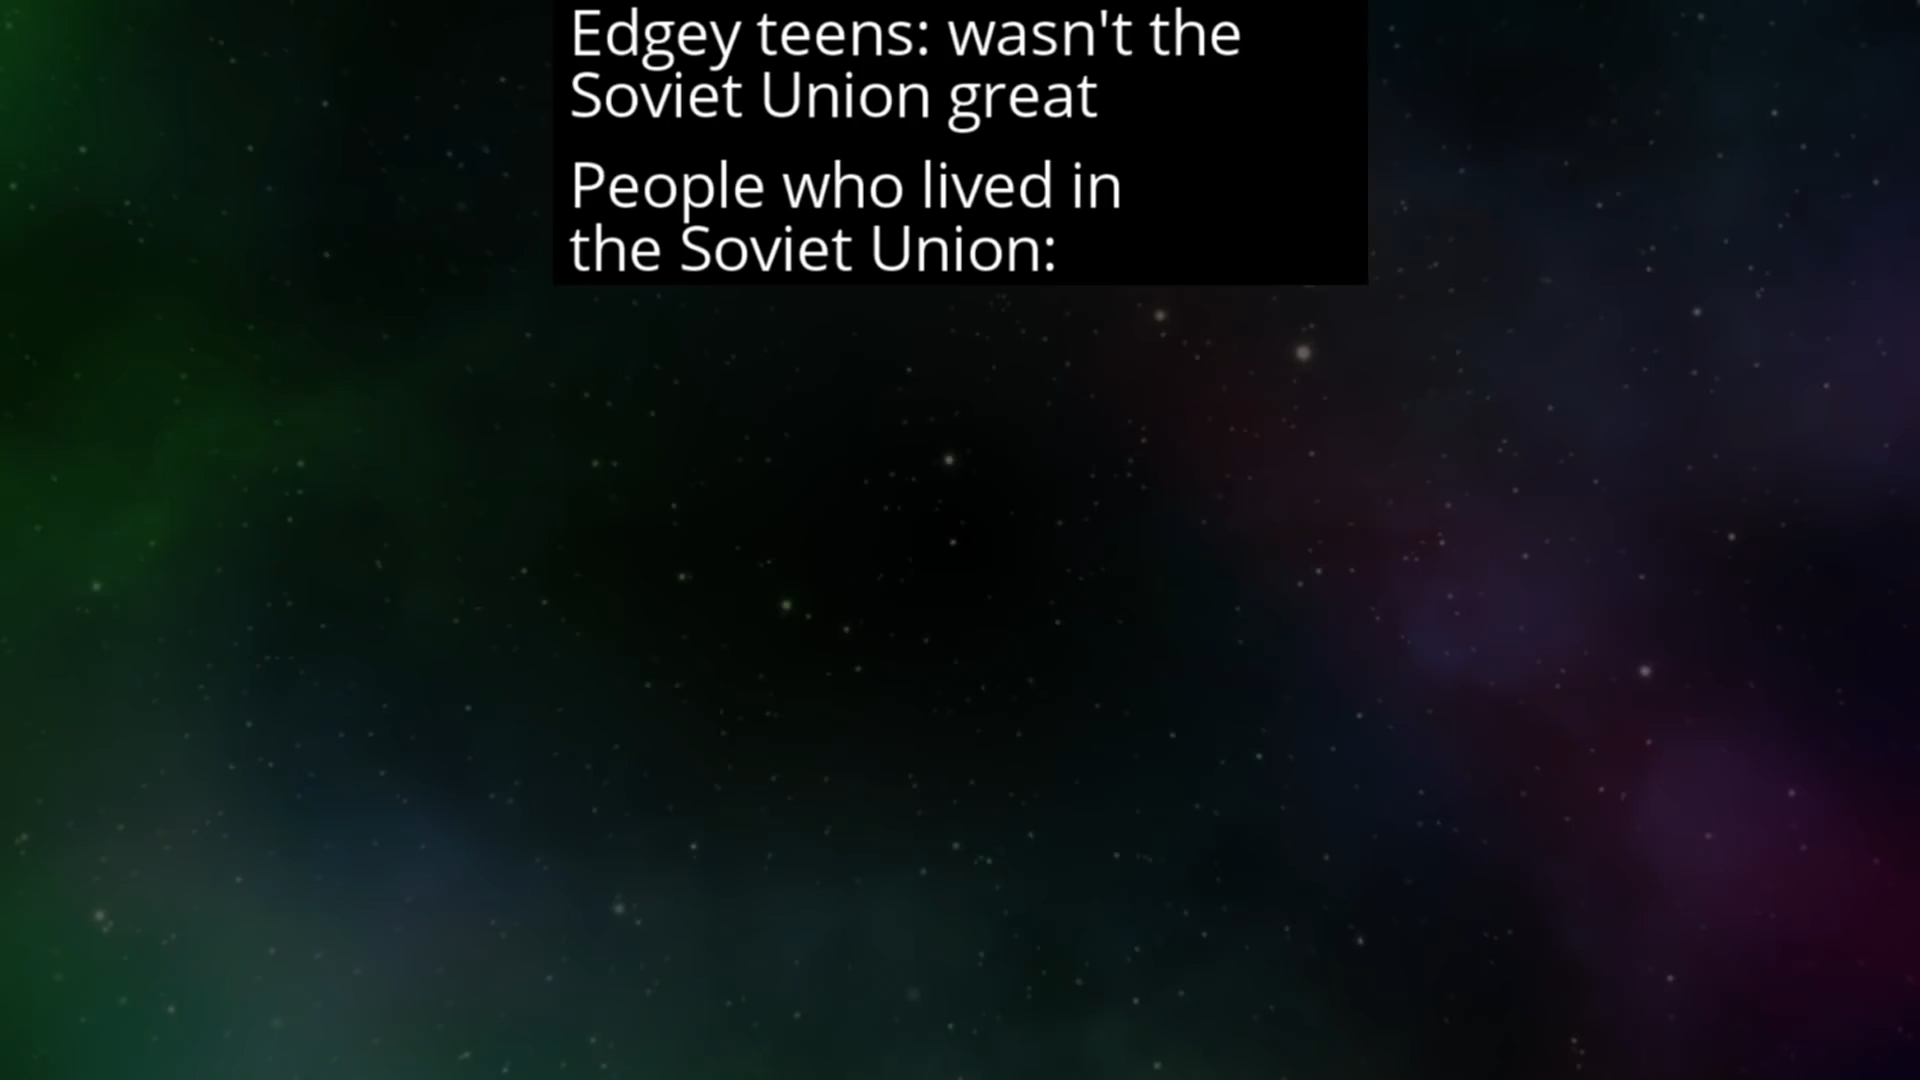 Edgey teens: wasn't the
Soviet Union great
People who lived in
the Soviet Union: